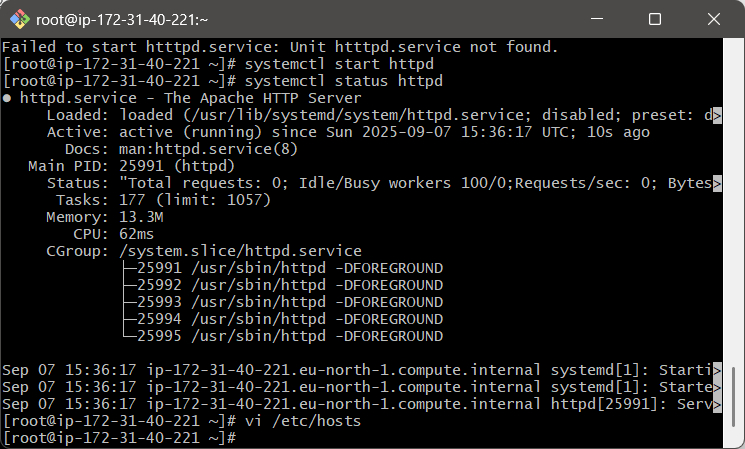 root@ip-172-31-40-221:~
Failed to start htttpd.service: Unit htttpd.service not found.
[root@ip-172-31-40-221 ~]# systemctl start httpd
[root@ip-172-31-40-221 ~]# systemctl status httpd
● httpd.service - The Apache HTTP Server
     Loaded: loaded (/usr/lib/systemd/system/httpd.service; disabled; preset: d>
     Active: active (running) since Sun 2025-09-07 15:36:17 UTC; 10s ago
       Docs: man:httpd.service(8)
   Main PID: 25991 (httpd)
     Status: "Total requests: 0; Idle/Busy workers 100/0;Requests/sec: 0; Bytes>
      Tasks: 177 (limit: 1057)
     Memory: 13.3M
        CPU: 62ms
     CGroup: /system.slice/httpd.service
             ├─25991 /usr/sbin/httpd -DFOREGROUND
             ├─25992 /usr/sbin/httpd -DFOREGROUND
             ├─25993 /usr/sbin/httpd -DFOREGROUND
             ├─25994 /usr/sbin/httpd -DFOREGROUND
             └─25995 /usr/sbin/httpd -DFOREGROUND
Sep 07 15:36:17 ip-172-31-40-221.eu-north-1.compute.internal systemd[1]: Starti>
Sep 07 15:36:17 ip-172-31-40-221.eu-north-1.compute.internal systemd[1]: Starte>
Sep 07 15:36:17 ip-172-31-40-221.eu-north-1.compute.internal httpd[25991]: Serv>
[root@ip-172-31-40-221 ~]# vi /etc/hosts
[root@ip-172-31-40-221 ~]#